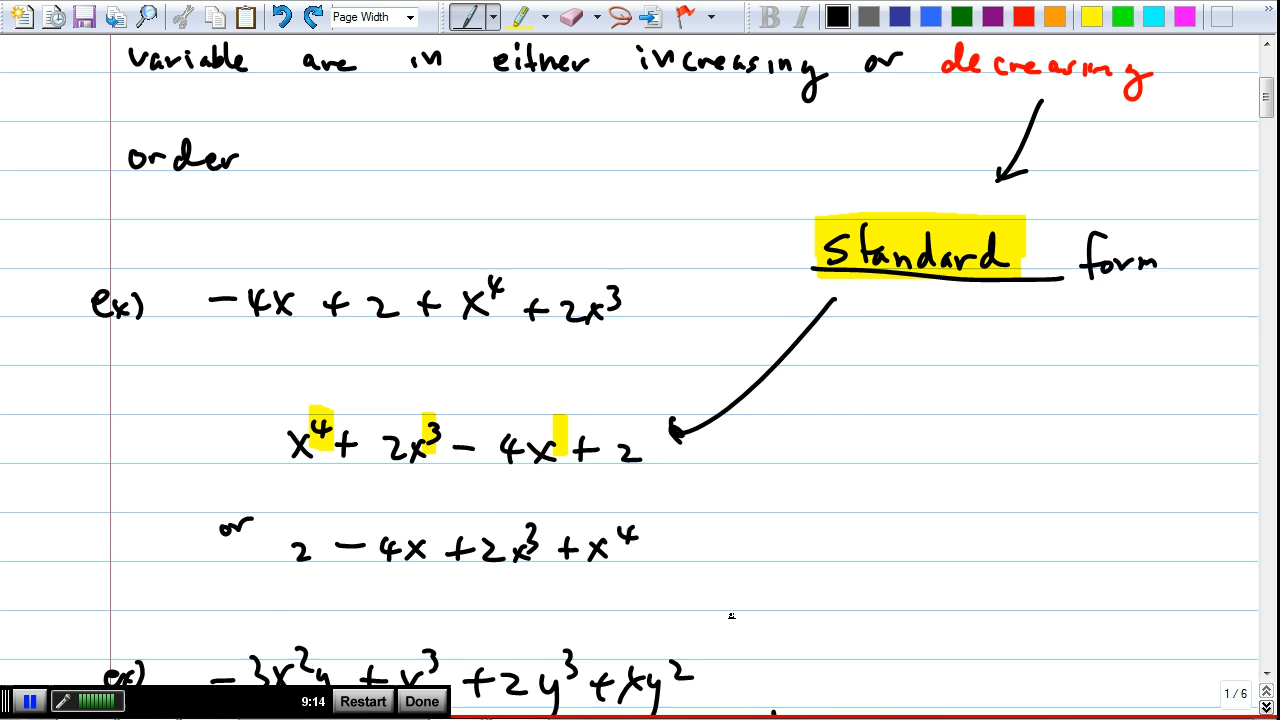 Page Width
B I
variable are in either increasing or decreasing
order
standard form
ex) -4x + 2 + x⁴ + 2x³
x⁴ + 2x³ - 4x + 2
or 2 - 4x + 2x³ + x⁴
ex) -3x²y + x³ + 2y³ + xy²
9:14 Restart Done
1 / 6